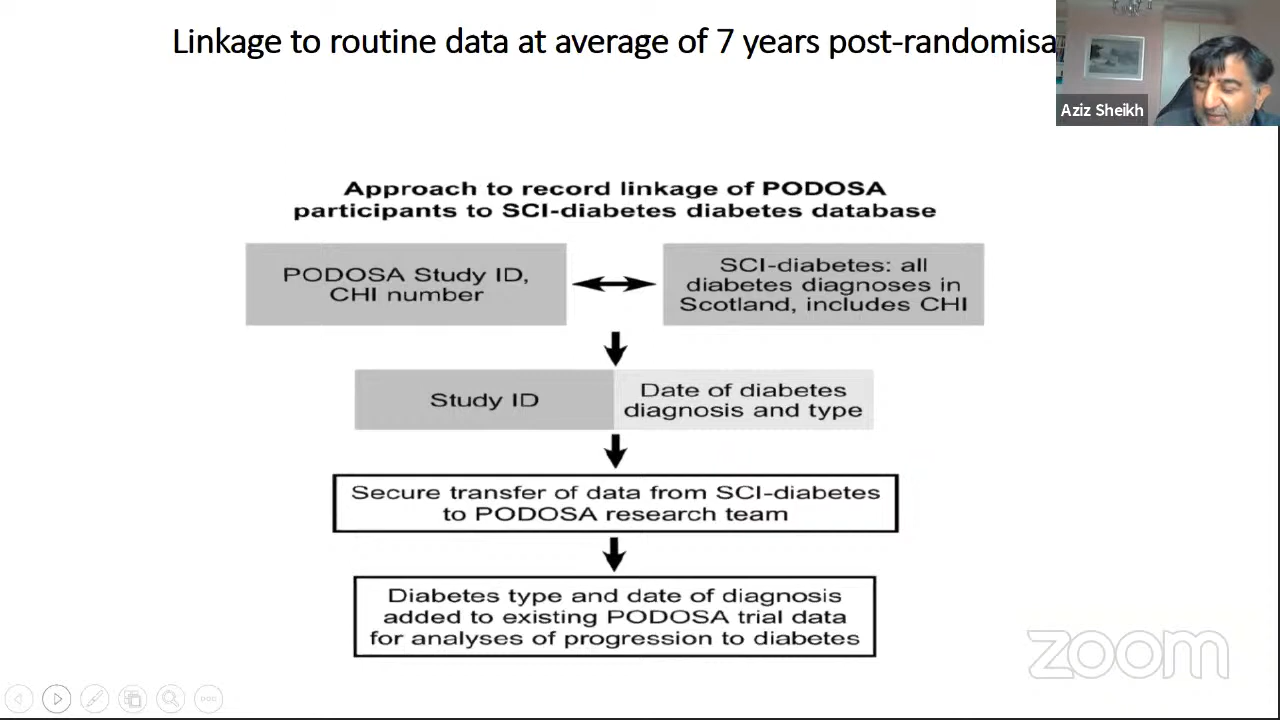 Linkage to routine data at average of 7 years post-randomisa
Aziz Sheikh
Approach to record linkage of PODOSA
participants to SCI-diabetes diabetes database
PODOSA Study ID,
CHI number
SCI-diabetes: all
diabetes diagnoses in
Scotland, includes CHI
Study ID
Date of diabetes
diagnosis and type
Secure transfer of data from SCI-diabetes
to PODOSA research team
Diabetes type and date of diagnosis
added to existing PODOSA trial data
for analyses of progression to diabetes
zoom